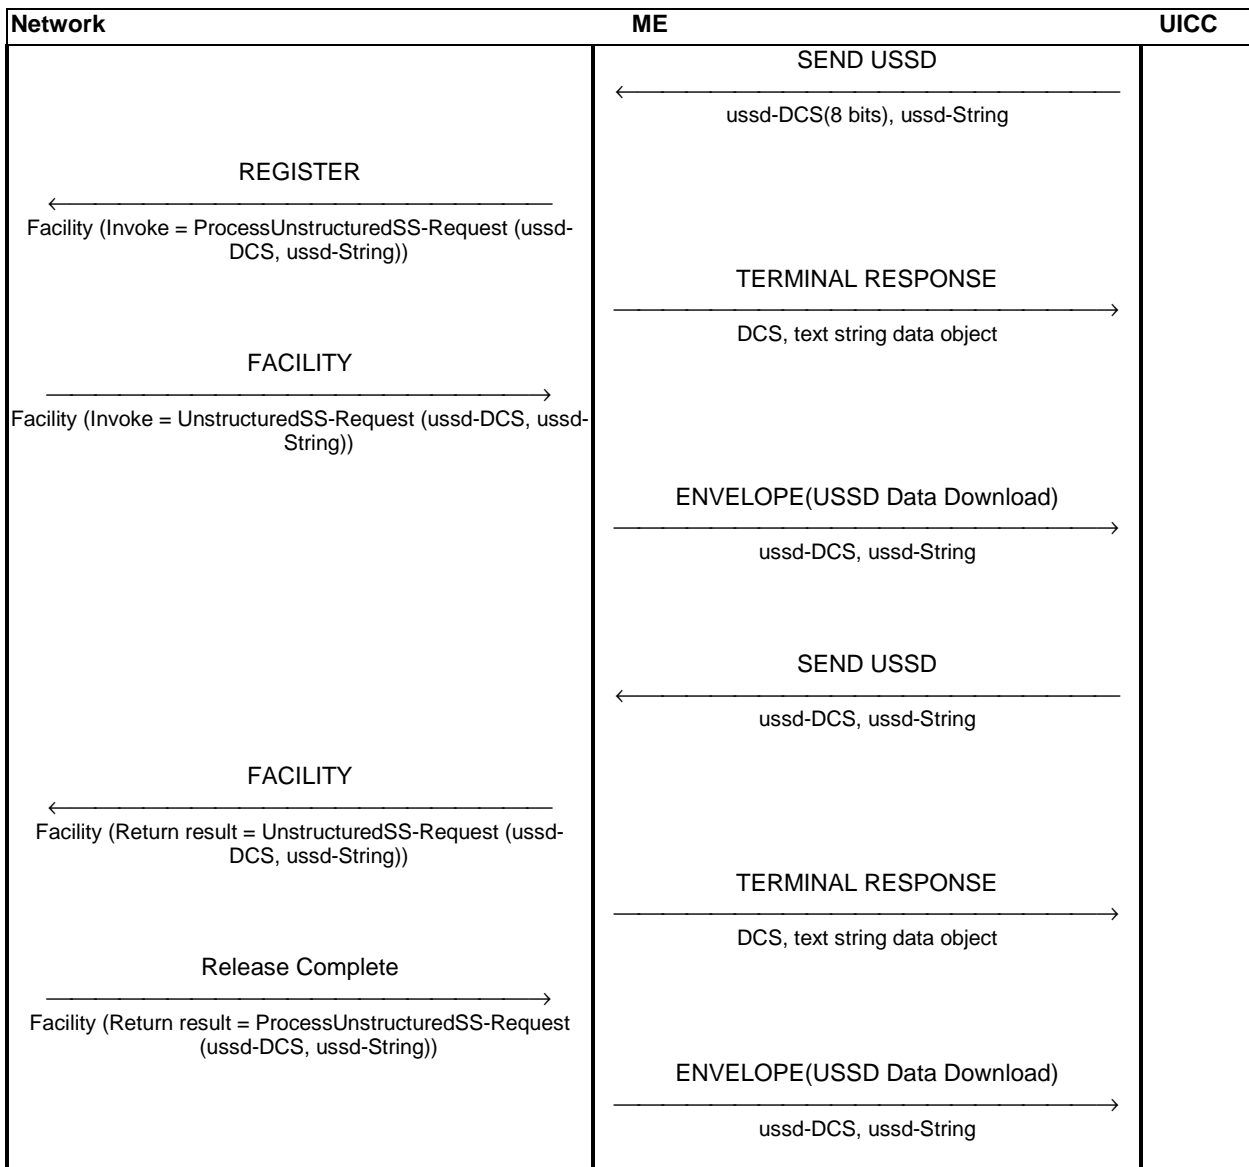 Network ME UICC
SEND USSD
ussd-DCS(8 bits), ussd-String
REGISTER
Facility (Invoke = ProcessUnstructuredSS-Request (ussd-
DCS, ussd-String))
TERMINAL RESPONSE
DCS, text string data object
FACILITY
Facility (Invoke = UnstructuredSS-Request (ussd-DCS, ussd-
String))
ENVELOPE(USSD Data Download)
ussd-DCS, ussd-String
SEND USSD
ussd-DCS, ussd-String
FACILITY
Facility (Return result = UnstructuredSS-Request (ussd-
DCS, ussd-String))
TERMINAL RESPONSE
DCS, text string data object
Release Complete
Facility (Return result = ProcessUnstructuredSS-Request
(ussd-DCS, ussd-String))
ENVELOPE(USSD Data Download)
ussd-DCS, ussd-String